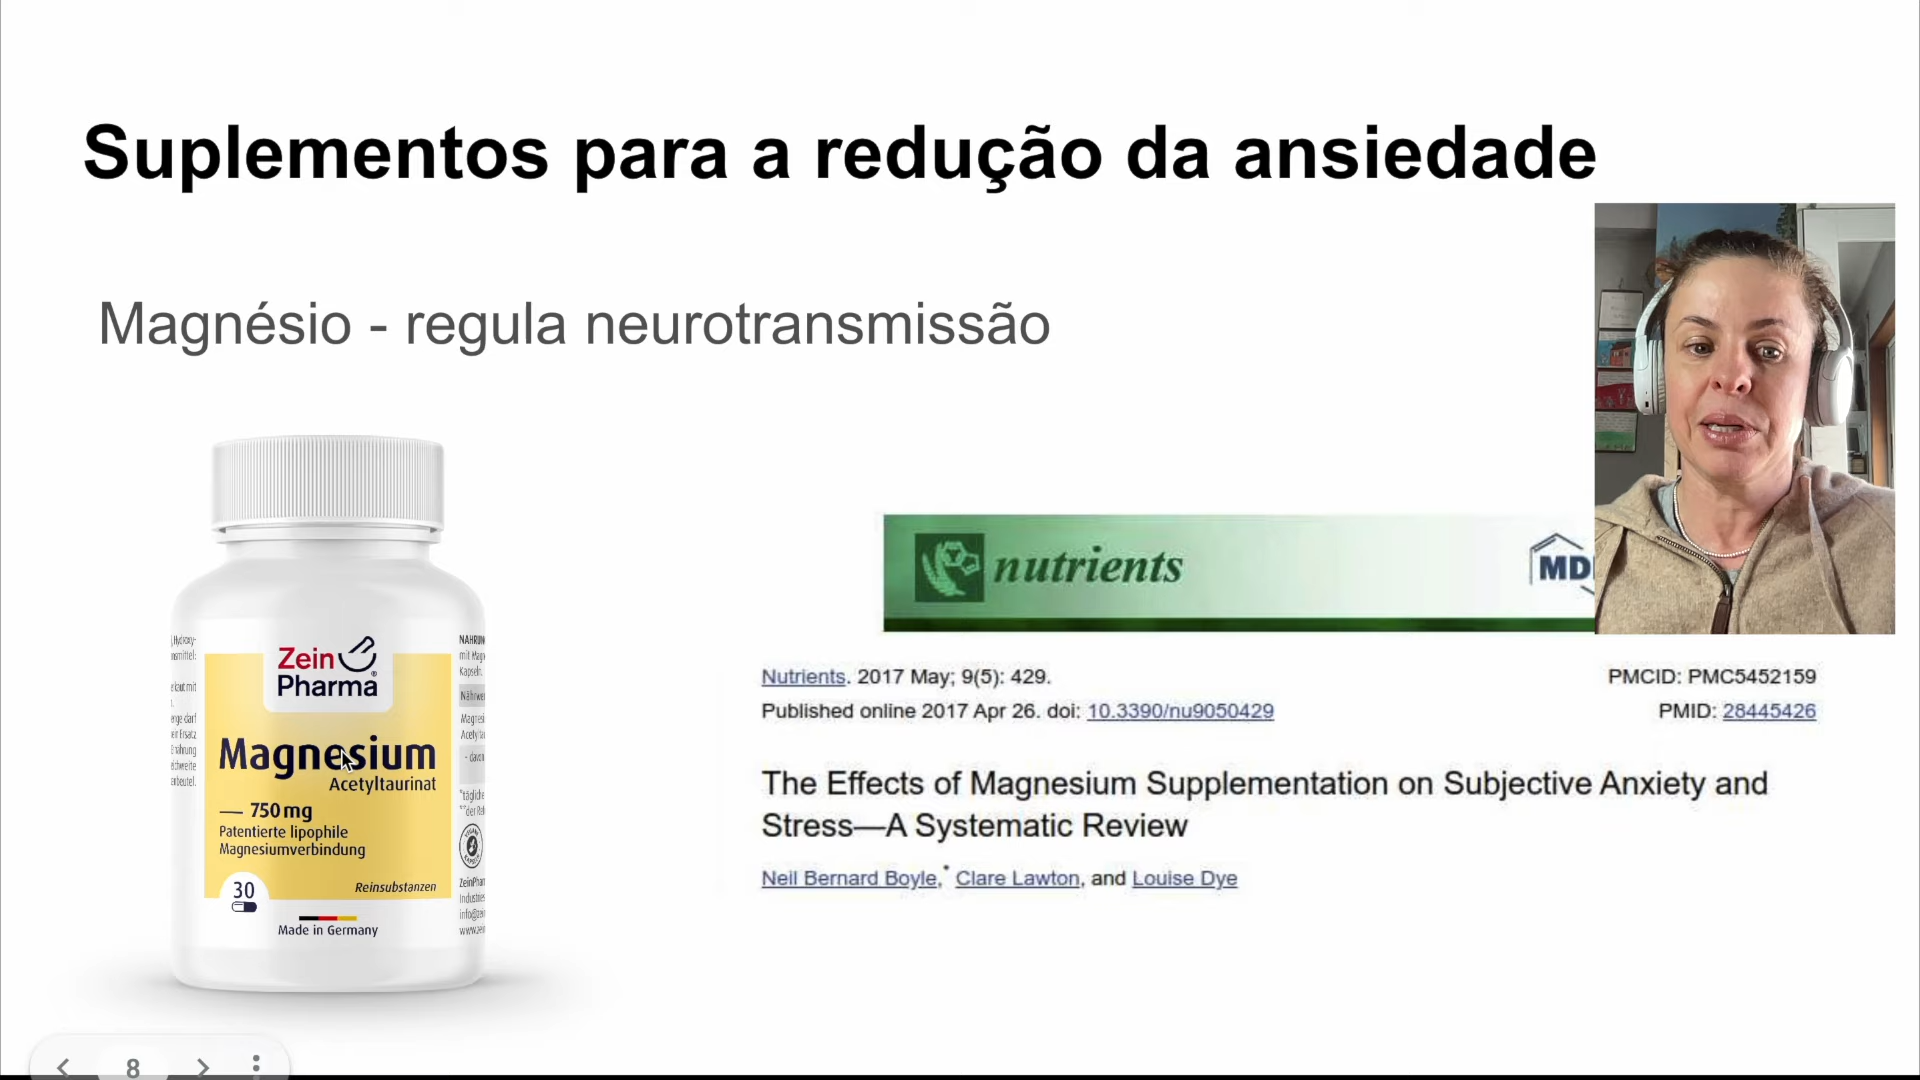 Suplementos para a redução da ansiedade
Magnésio - regula neurotransmissão
Zein
Pharma
Magnesium
Acetyltaurinat
750 mg
Patentierte lipophile
Magnesiumverbindung
30
Reinsubstanzen
Made in Germany
nutrients
Nutrients. 2017 May; 9(5): 429.
PMCID: PMC5452159
Published online 2017 Apr 26. doi: 10.3390/nu9050429
PMID: 28445426
The Effects of Magnesium Supplementation on Subjective Anxiety and
Stress—A Systematic Review
Neil Bernard Boyle,* Clare Lawton, and Louise Dye
8